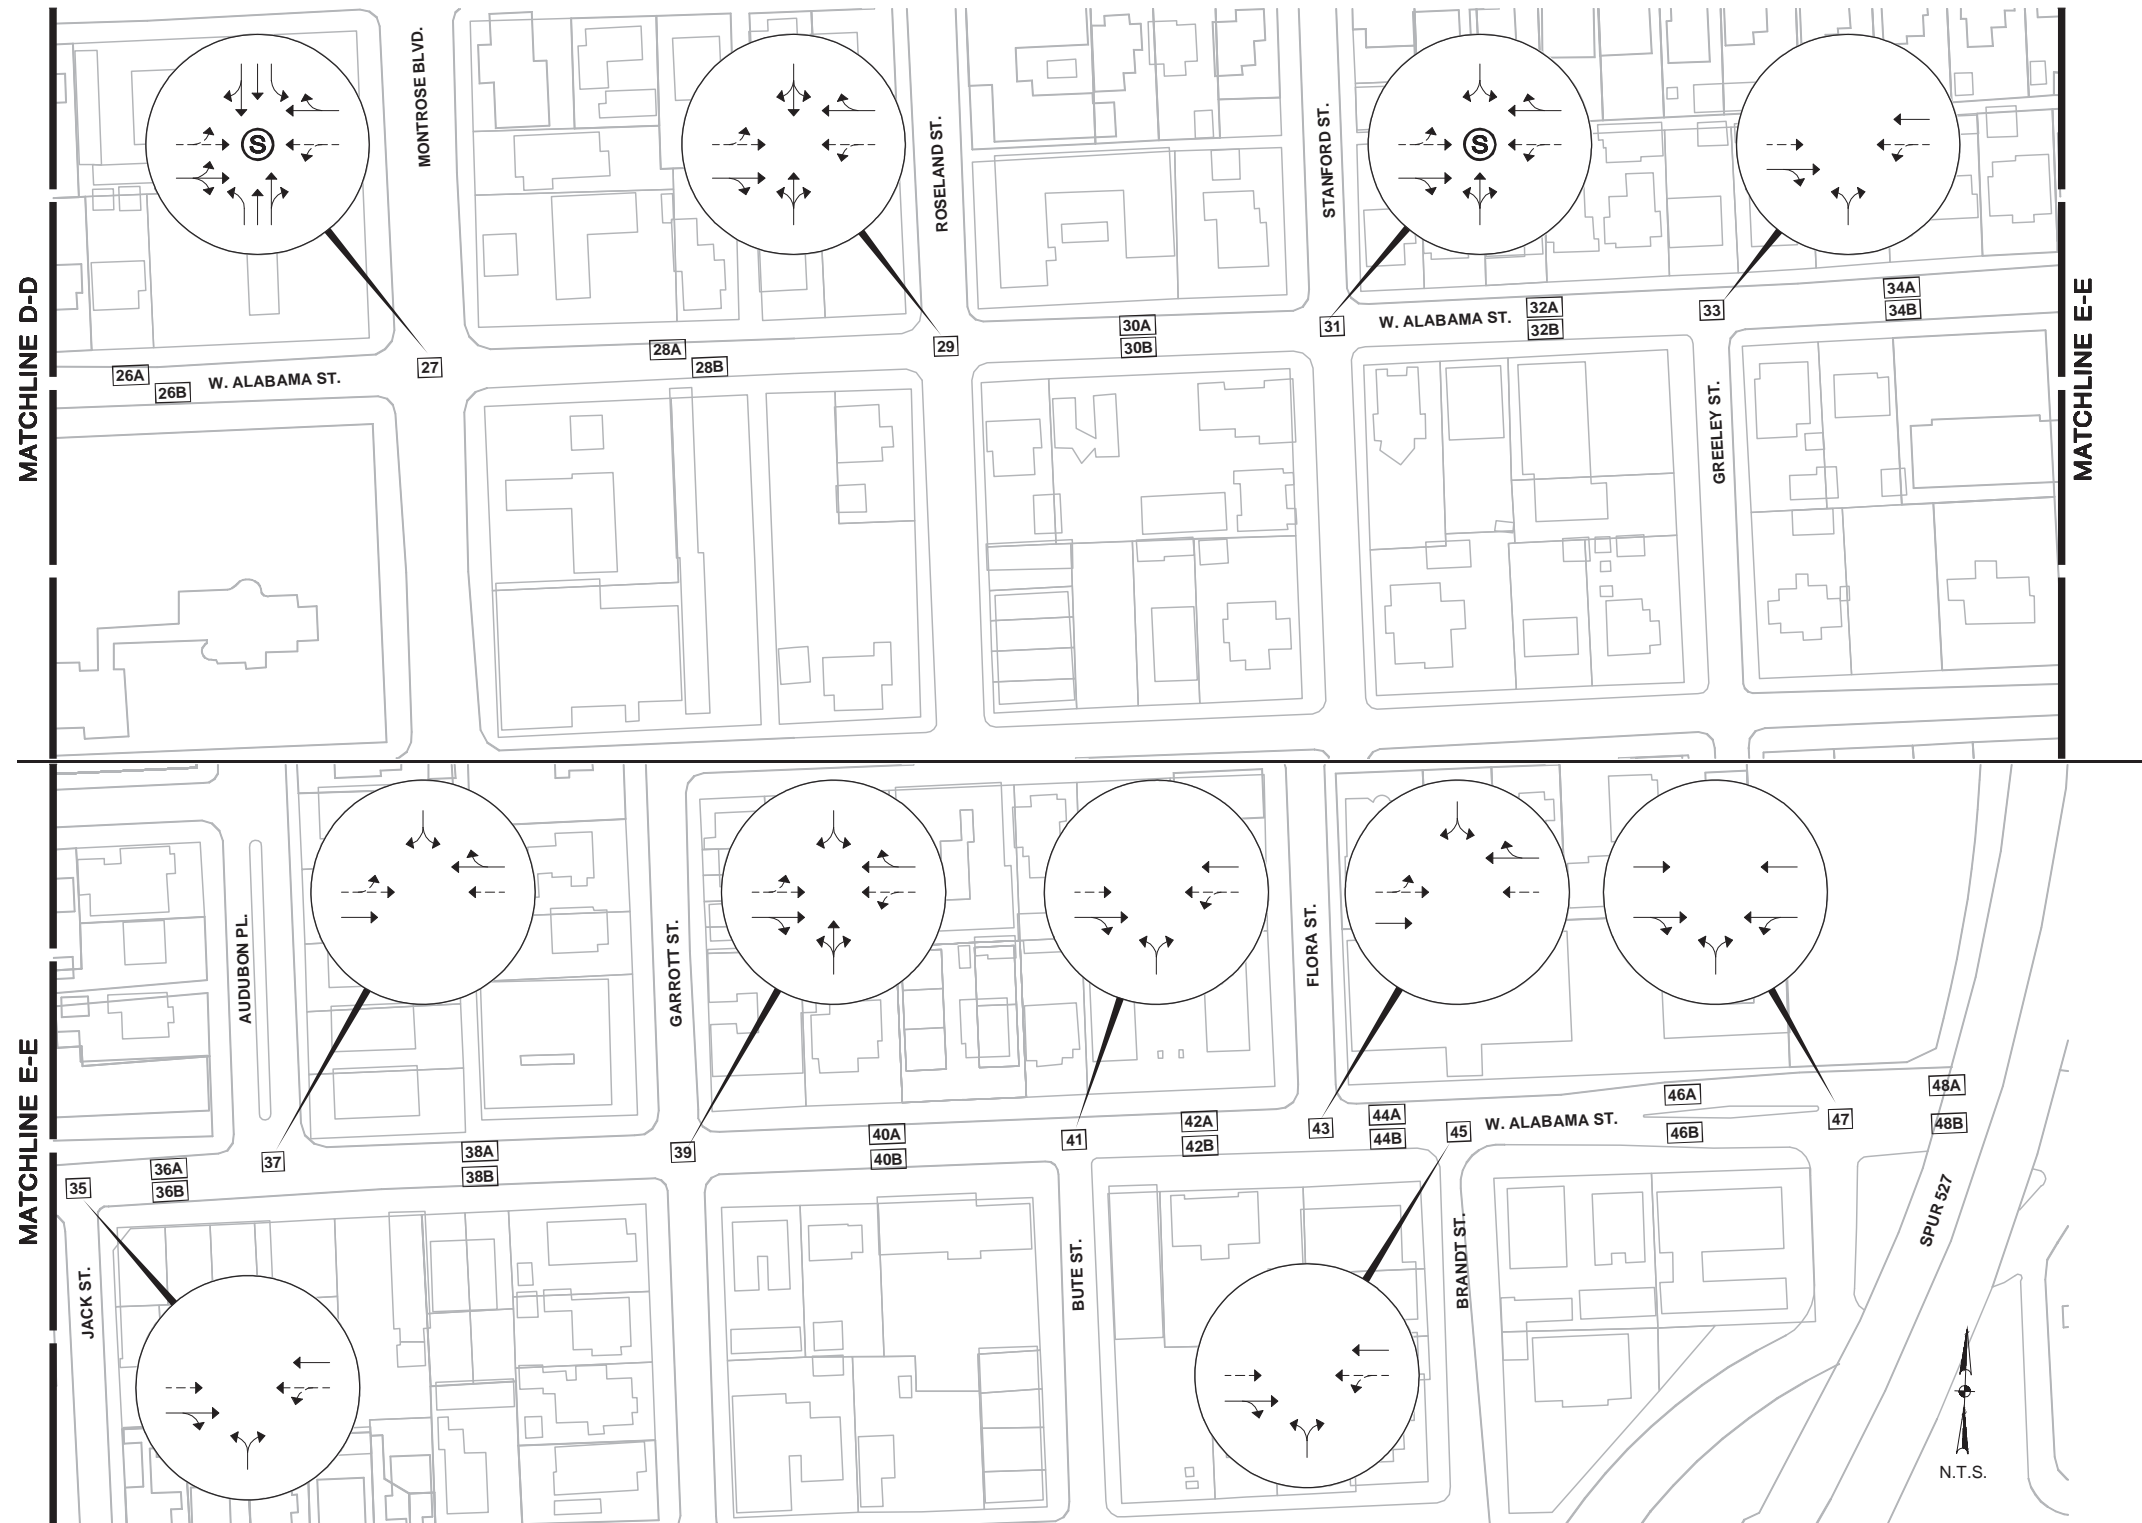 MATCHLINE D-D
MONTROSE BLVD.
ROSELAND ST.
STANFORD ST.
GREELEY ST.
MATCHLINE E-E
S
S
26A
26B
W. ALABAMA ST.
27
28A
28B
29
30A
30B
31
W. ALABAMA ST.
32A
32B
33
34A
34B
MATCHLINE E-E
AUDUBON PL.
GARROTT ST.
FLORA ST.
35
36A
36B
37
38A
38B
39
40A
40B
41
42A
42B
43
44A
44B
45
W. ALABAMA ST.
46A
46B
47
48A
48B
JACK ST.
BUTE ST.
BRANDT ST.
SPUR 527
N.T.S.